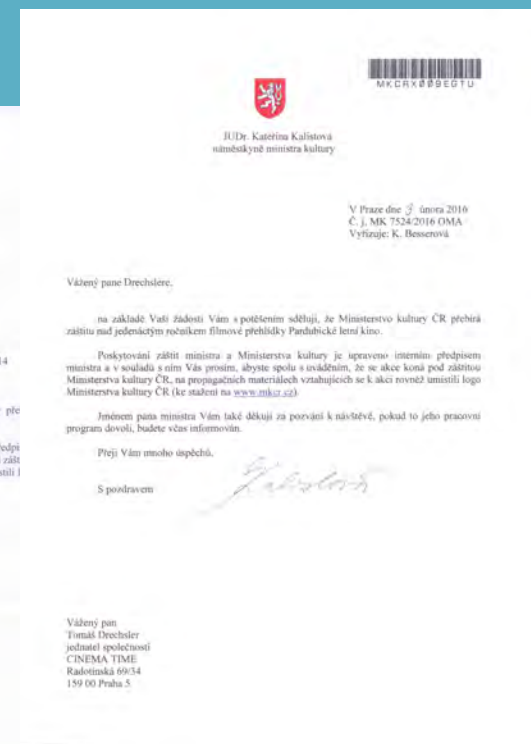 MKCRX009EGTU
JUDr. Kateřina Kalistová
náměstkyně ministra kultury
V Praze dne 3 února 2016
Č. j. MK 7524/2016 OMA
Vyřizuje: K. Besserová
Vážený pane Drechslere,
na základě Vaší žádosti Vám s potěšením sděluji, že Ministerstvo kultury ČR přebírá
záštitu nad jedenáctým ročníkem filmové přehlídky Pardubické letní kino.
Poskytování záštit ministra a Ministerstva kultury je upraveno interním předpisem
ministra a v souladu s ním Vás prosím, abyste spolu s uváděním, že se akce koná pod záštitou
Ministerstva kultury ČR, na propagačních materiálech vztahujících se k akci rovněž umístili logo
Ministerstva kultury ČR (ke stažení na www.mkcr.cz).
Jménem pana ministra Vám také děkuji za pozvání k návštěvě, pokud to jeho pracovní
program dovolí, budete včas informován.
Přeji Vám mnoho úspěchů.
S pozdravem
Kalistová
Vážený pan
Tomáš Drechsler
jednatel společnosti
CINEMA TIME
Radotínská 69/34
159 00 Praha 5
14
pře